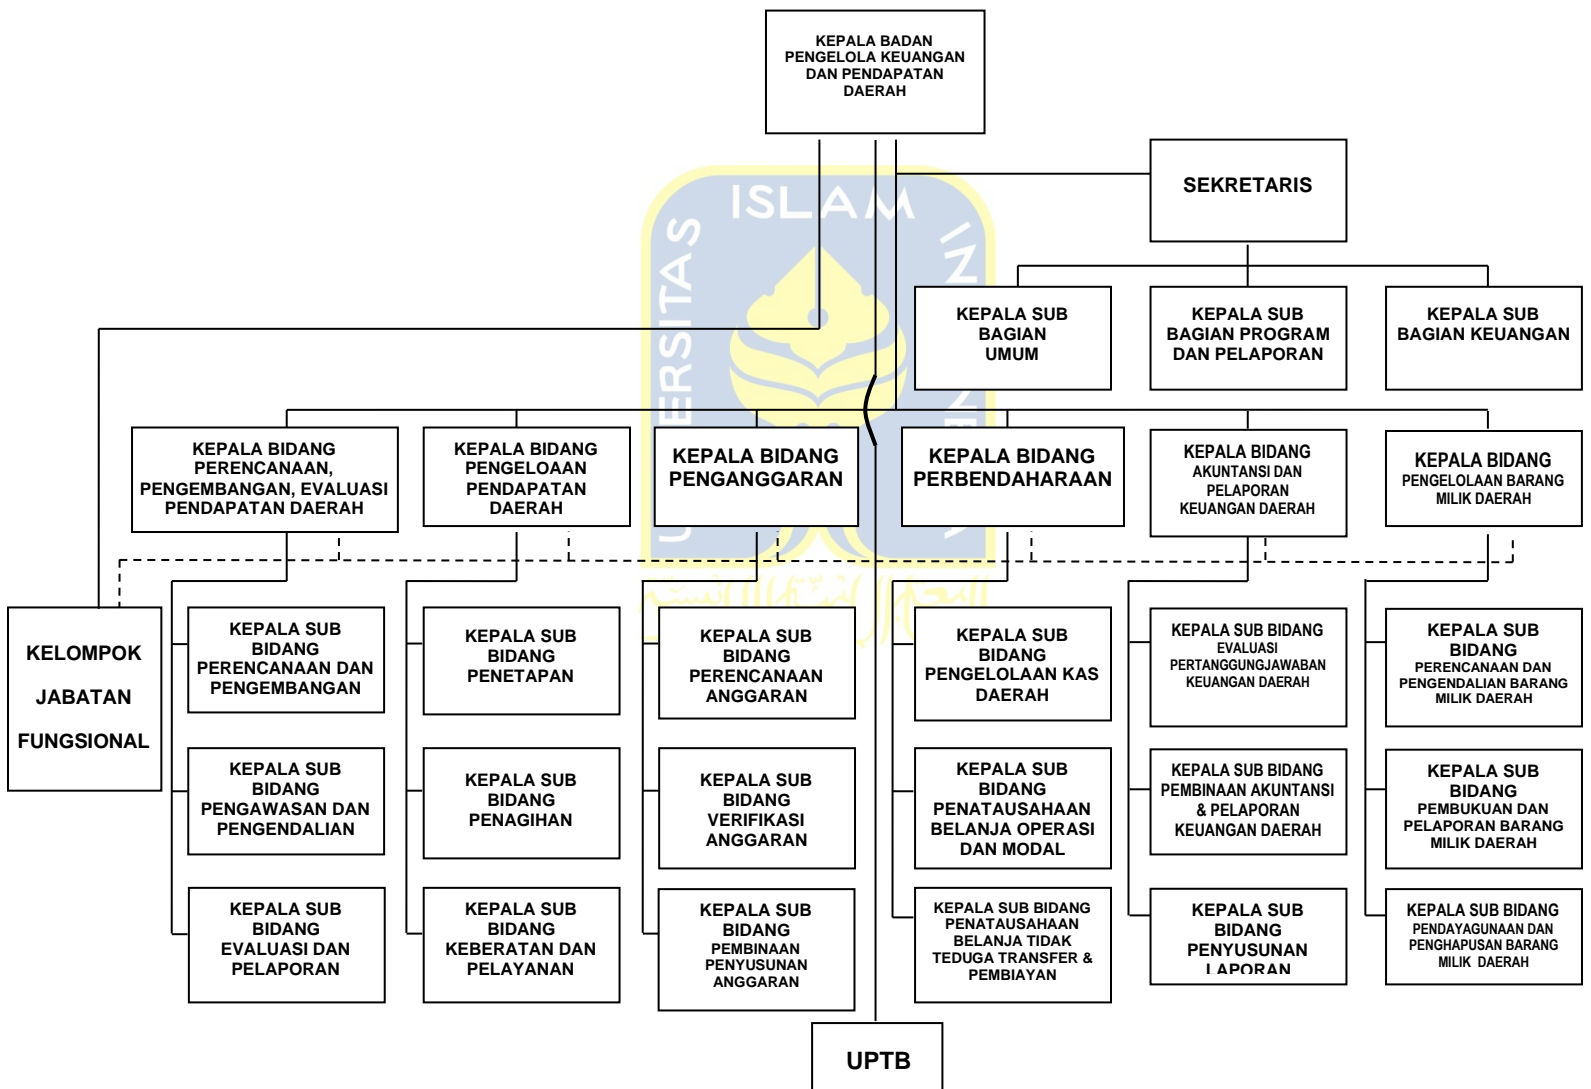 KEPALA BADAN
PENGELOLA KEUANGAN
DAN PENDAPATAN
DAERAH
SEKRETARIS
ISLAM
KEPALA SUB
BAGIAN
UMUM
KEPALA SUB
BAGIAN PROGRAM
DAN PELAPORAN
KEPALA SUB
BAGIAN KEUANGAN
KEPALA BIDANG
PERENCANAAN,
PENGEMBANGAN, EVALUASI
PENDAPATAN DAERAH
KEPALA BIDANG
PENGELOAAN
PENDAPATAN
DAERAH
KEPALA BIDANG
PENGANGGARAN
KEPALA BIDANG
PERBENDAHARAAN
KEPALA BIDANG
AKUNTANSI DAN
PELAPORAN
KEUANGAN DAERAH
KEPALA BIDANG
PENGELOLAAN BARANG
MILIK DAERAH
KELOMPOK
JABATAN
FUNGSIONAL
KEPALA SUB
BIDANG
PERENCANAAN DAN
PENGEMBANGAN
KEPALA SUB
BIDANG
PENETAPAN
KEPALA SUB
BIDANG
PERENCANAAN
ANGGARAN
KEPALA SUB
BIDANG
PENGELOLAAN KAS
DAERAH
KEPALA SUB BIDANG
EVALUASI
PERTANGGUNGJAWABAN
KEUANGAN DAERAH
KEPALA SUB
BIDANG
PERENCANAAN DAN
PENGENDALIAN BARANG
MILIK DAERAH
KEPALA SUB
BIDANG
PENGAWASAN DAN
PENGENDALIAN
KEPALA SUB
BIDANG
PENAGIHAN
KEPALA SUB
BIDANG
VERIFIKASI
ANGGARAN
KEPALA SUB
BIDANG
PENATAUSAHAAN
BELANJA OPERASI
DAN MODAL
KEPALA SUB BIDANG
PEMBINAAN AKUNTANSI
& PELAPORAN
KEUANGAN DAERAH
KEPALA SUB
BIDANG
PEMBUKUAN DAN
PELAPORAN BARANG
MILIK DAERAH
KEPALA SUB
BIDANG
EVALUASI DAN
PELAPORAN
KEPALA SUB
BIDANG
KEBERATAN DAN
PELAYANAN
KEPALA SUB
BIDANG
PEMBINAAN
PENYUSUNAN
ANGGARAN
KEPALA SUB BIDANG
PENATAUSAHAAN
BELANJA TIDAK
TEDUGA TRANSFER &
PEMBIAYAN
KEPALA SUB
BIDANG
PENYUSUNAN
LAPORAN
KEPALA SUB BIDANG
PENDAYAGUNAAN DAN
PENGHAPUSAN BARANG
MILIK DAERAH
UPTB